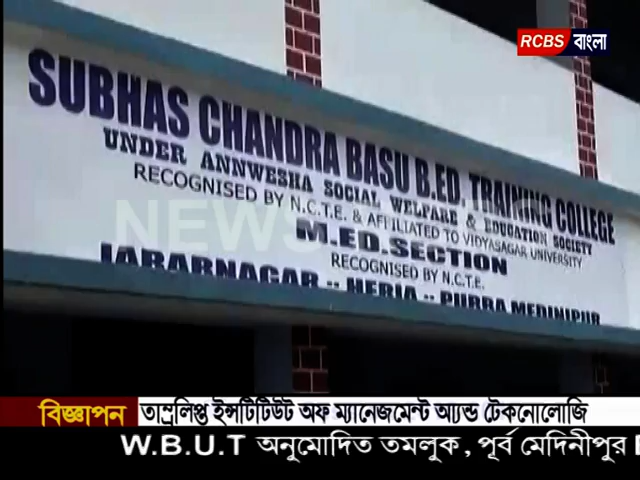 RCBS বাংলা
SUBHAS CHANDRA BASU B.ED. TRAINING COLLEGE
UNDER ANNWESHA SOCIAL WELFARE & EDUCATION SOCIETY
RECOGNISED BY N.C.T.E. & AFFILIATED TO VIDYASAGAR UNIVERSITY
M.ED.SECTION
RECOGNISED BY N.C.T.E.
JABARNAGAR -- HERIA -- PURBA MEDINIPUR
NEWS
বিজ্ঞাপন তাম্রলিপ্ত ইন্সটিটিউট অফ ম্যানেজমেন্ট অ্যান্ড টেকনোলোজি
W.B.U.T অনুমোদিত তমলুক, পূর্ব মেদিনীপুর